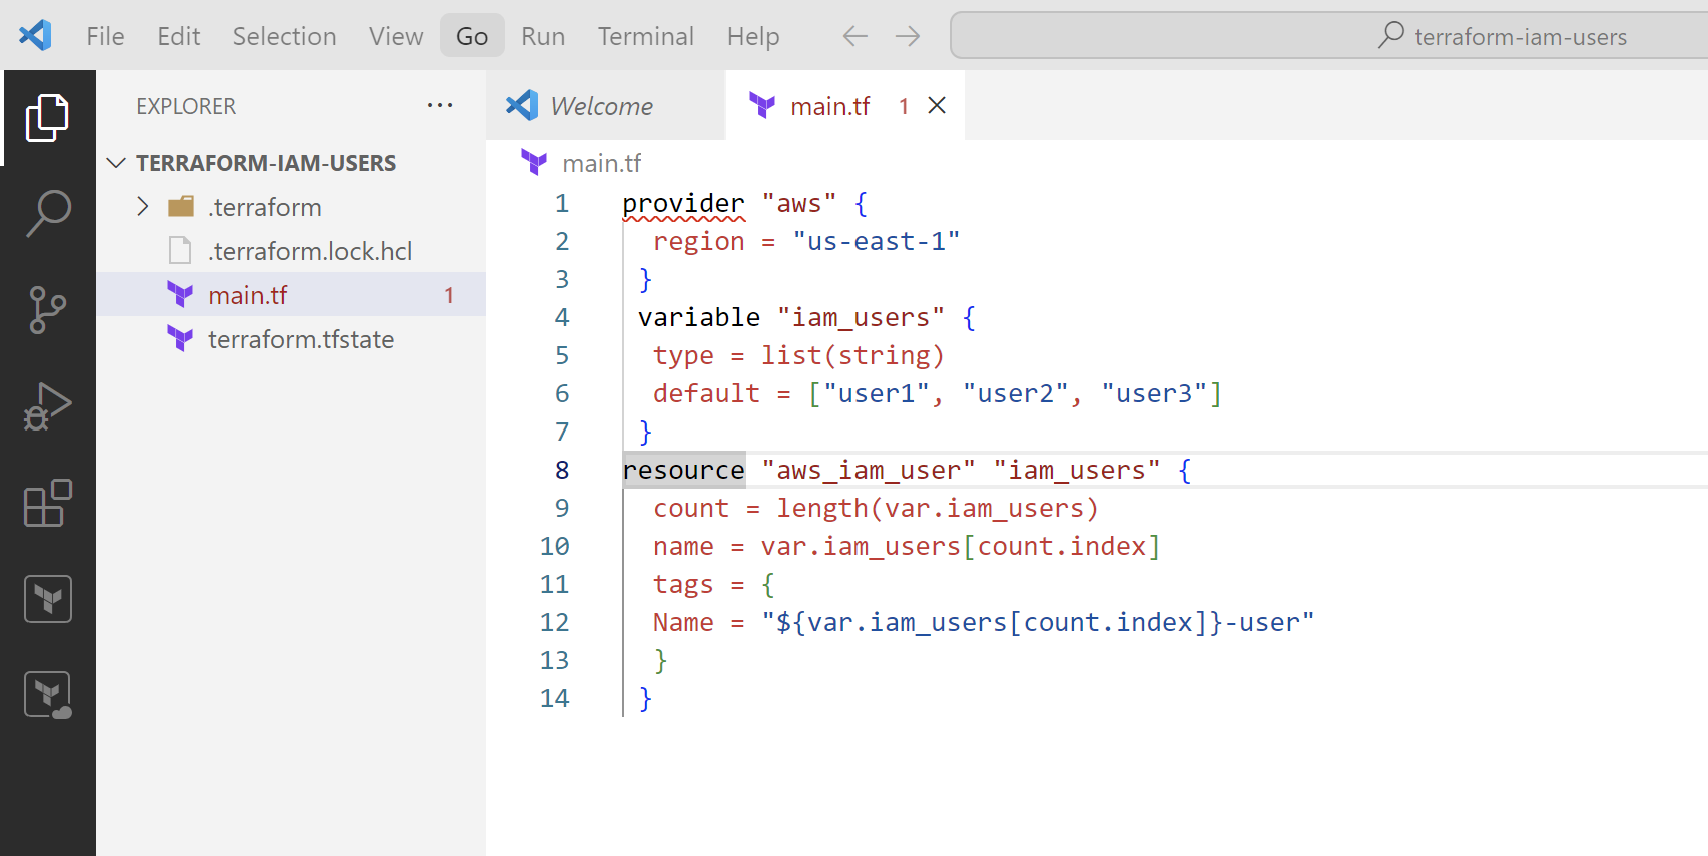 File Edit Selection View Go Run Terminal Help
terraform-iam-users
EXPLORER
TERRAFORM-IAM-USERS
.terraform
.terraform.lock.hcl
main.tf 1
terraform.tfstate
Welcome
main.tf 1
main.tf
1 provider "aws" {
2 region = "us-east-1"
3 }
4 variable "iam_users" {
5 type = list(string)
6 default = ["user1", "user2", "user3"]
7 }
8 resource "aws_iam_user" "iam_users" {
9 count = length(var.iam_users)
10 name = var.iam_users[count.index]
11 tags = {
12 Name = "${var.iam_users[count.index]}-user"
13 }
14 }